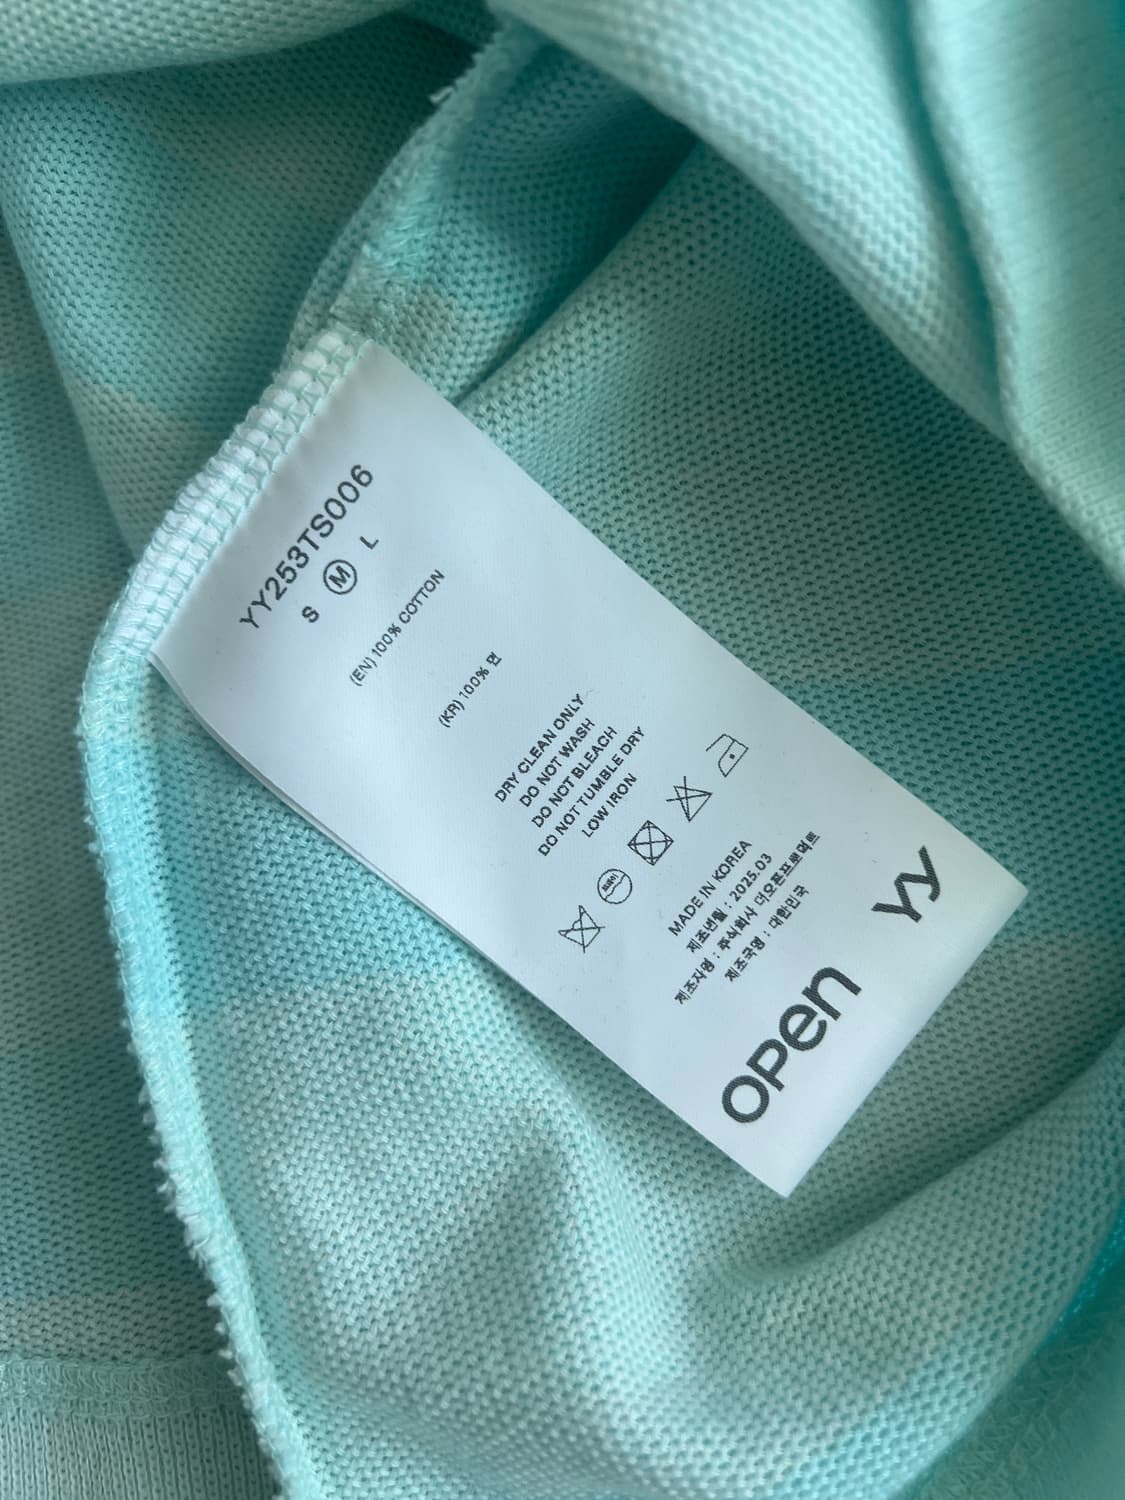 YY253TS006
S M L
(EN) 100% COTTON
(KR) 100% 면
DRY CLEAN ONLY
DO NOT WASH
DO NOT BLEACH
DO NOT TUMBLE DRY
LOW IRON
MADE IN KOREA
제조년월 : 2025.03
제조자명 : 주식회사 더오픈프로덕트
제조국명 : 대한민국
OPen YY